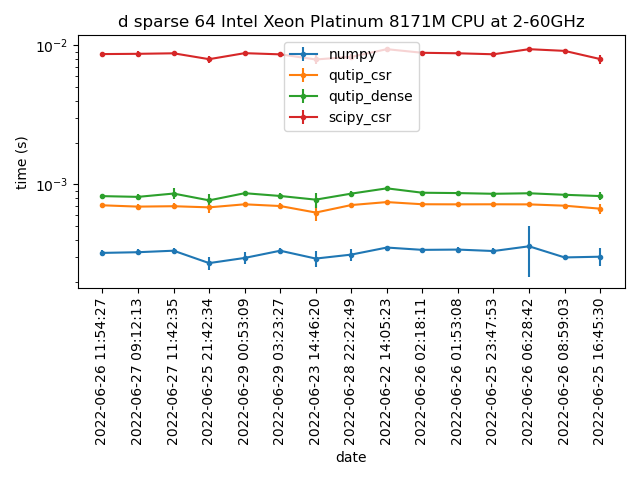 d sparse 64 Intel Xeon Platinum 8171M CPU at 2-60GHz
numpy
qutip_csr
qutip_dense
scipy_csr
time (s)
10⁻²
10⁻³
2022-06-26 11:54:27
2022-06-27 09:12:13
2022-06-27 11:42:35
2022-06-25 21:42:34
2022-06-29 00:53:09
2022-06-29 03:23:27
2022-06-23 14:46:20
2022-06-28 22:22:49
2022-06-22 14:05:23
2022-06-26 02:18:11
2022-06-26 01:53:08
2022-06-25 23:47:53
2022-06-26 06:28:42
2022-06-26 08:59:03
2022-06-25 16:45:30
date